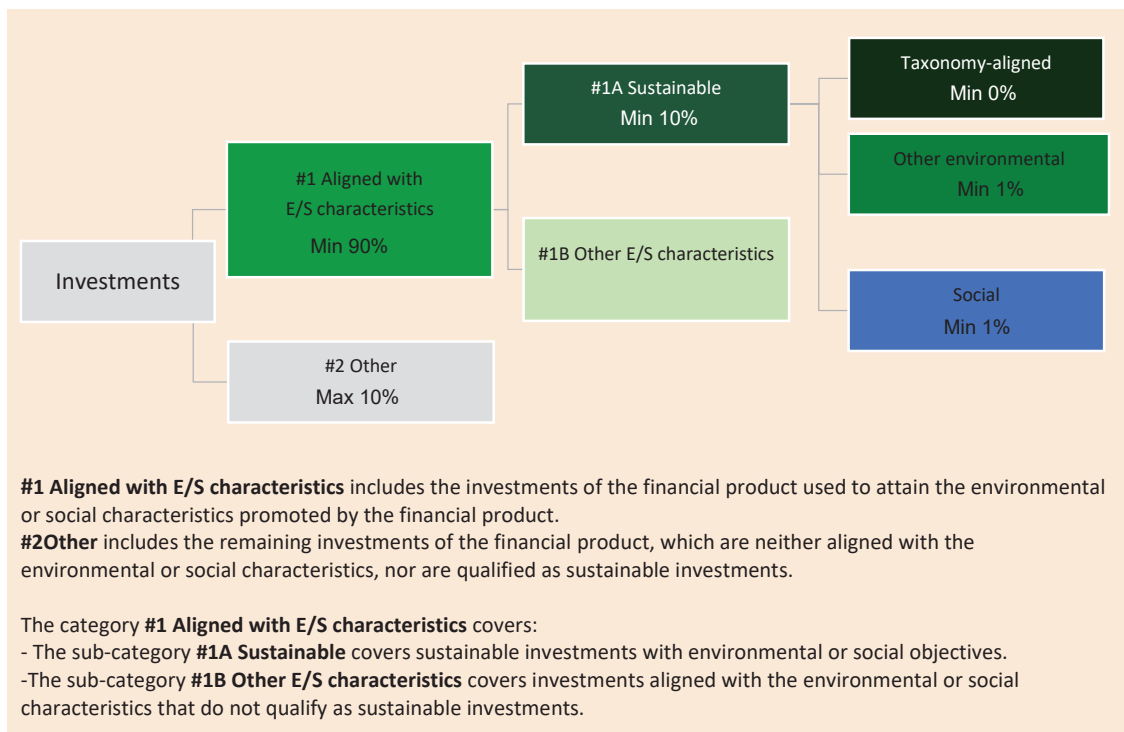 Investments
#1 Aligned with
E/S characteristics
Min 90%
#2 Other
Max 10%
#1A Sustainable
Min 10%
#1B Other E/S characteristics
Taxonomy-aligned
Min 0%
Other environmental
Min 1%
Social
Min 1%
#1 Aligned with E/S characteristics includes the investments of the financial product used to attain the environmental
or social characteristics promoted by the financial product.
#2Other includes the remaining investments of the financial product, which are neither aligned with the
environmental or social characteristics, nor are qualified as sustainable investments.
The category #1 Aligned with E/S characteristics covers:
- The sub-category #1A Sustainable covers sustainable investments with environmental or social objectives.
-The sub-category #1B Other E/S characteristics covers investments aligned with the environmental or social
characteristics that do not qualify as sustainable investments.